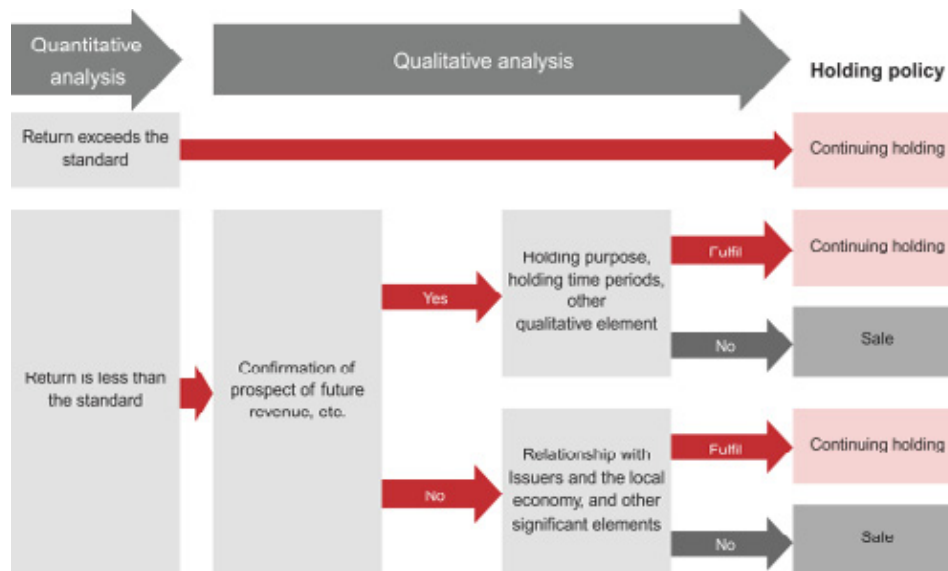 Quantitative
analysis
Qualitative analysis
Holding policy
Return exceeds the
standard
Continuing holding
Return is less than
the standard
Confirmation of
prospect of future
revenue, etc.
Yes
Holding purpose,
holding time periods,
other
qualitative element
Fulfil
Continuing holding
No
Sale
No
Relationship with
Issuers and the local
economy, and other
significant elements
Fulfil
Continuing holding
No
Sale